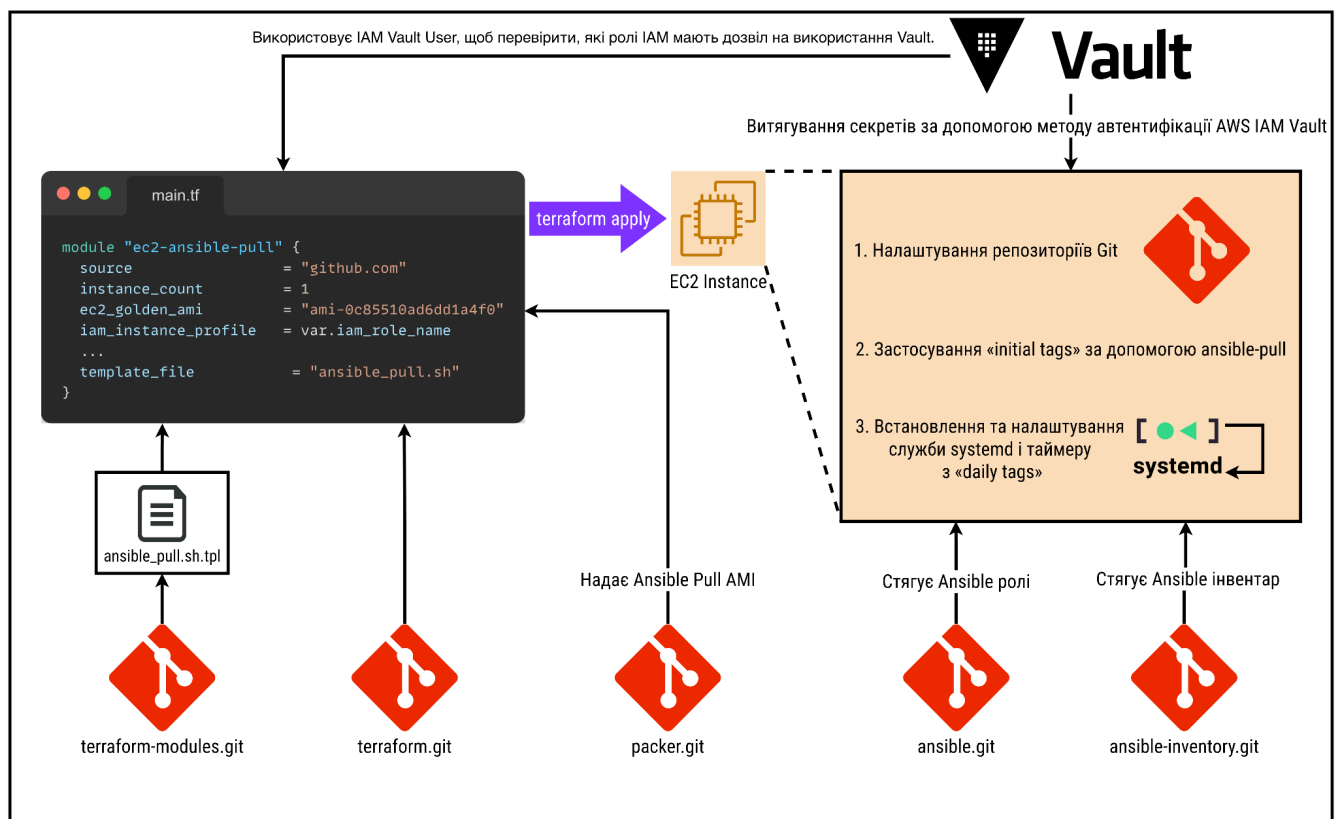 Використовує IAM Vault User, щоб перевірити, які ролі IAM мають дозвіл на використання Vault.
Vault
Витягування секретів за допомогою методу автентифікації AWS IAM Vault
main.tf
module "ec2-ansible-pull" {
source = "github.com"
instance_count = 1
ec2_golden_ami = "ami-0c85510ad6dd1a4f0"
iam_instance_profile = var.iam_role_name
...
template_file = "ansible_pull.sh"
}
terraform apply
EC2 Instance
1. Налаштування репозиторіїв Git
2. Застосування «initial tags» за допомогою ansible-pull
3. Встановлення та налаштування
служби systemd і таймеру
з «daily tags»
systemd
ansible_pull.sh.tpl
Надає Ansible Pull AMI
Стягує Ansible ролі
Стягує Ansible інвентар
terraform-modules.git
terraform.git
packer.git
ansible.git
ansible-inventory.git